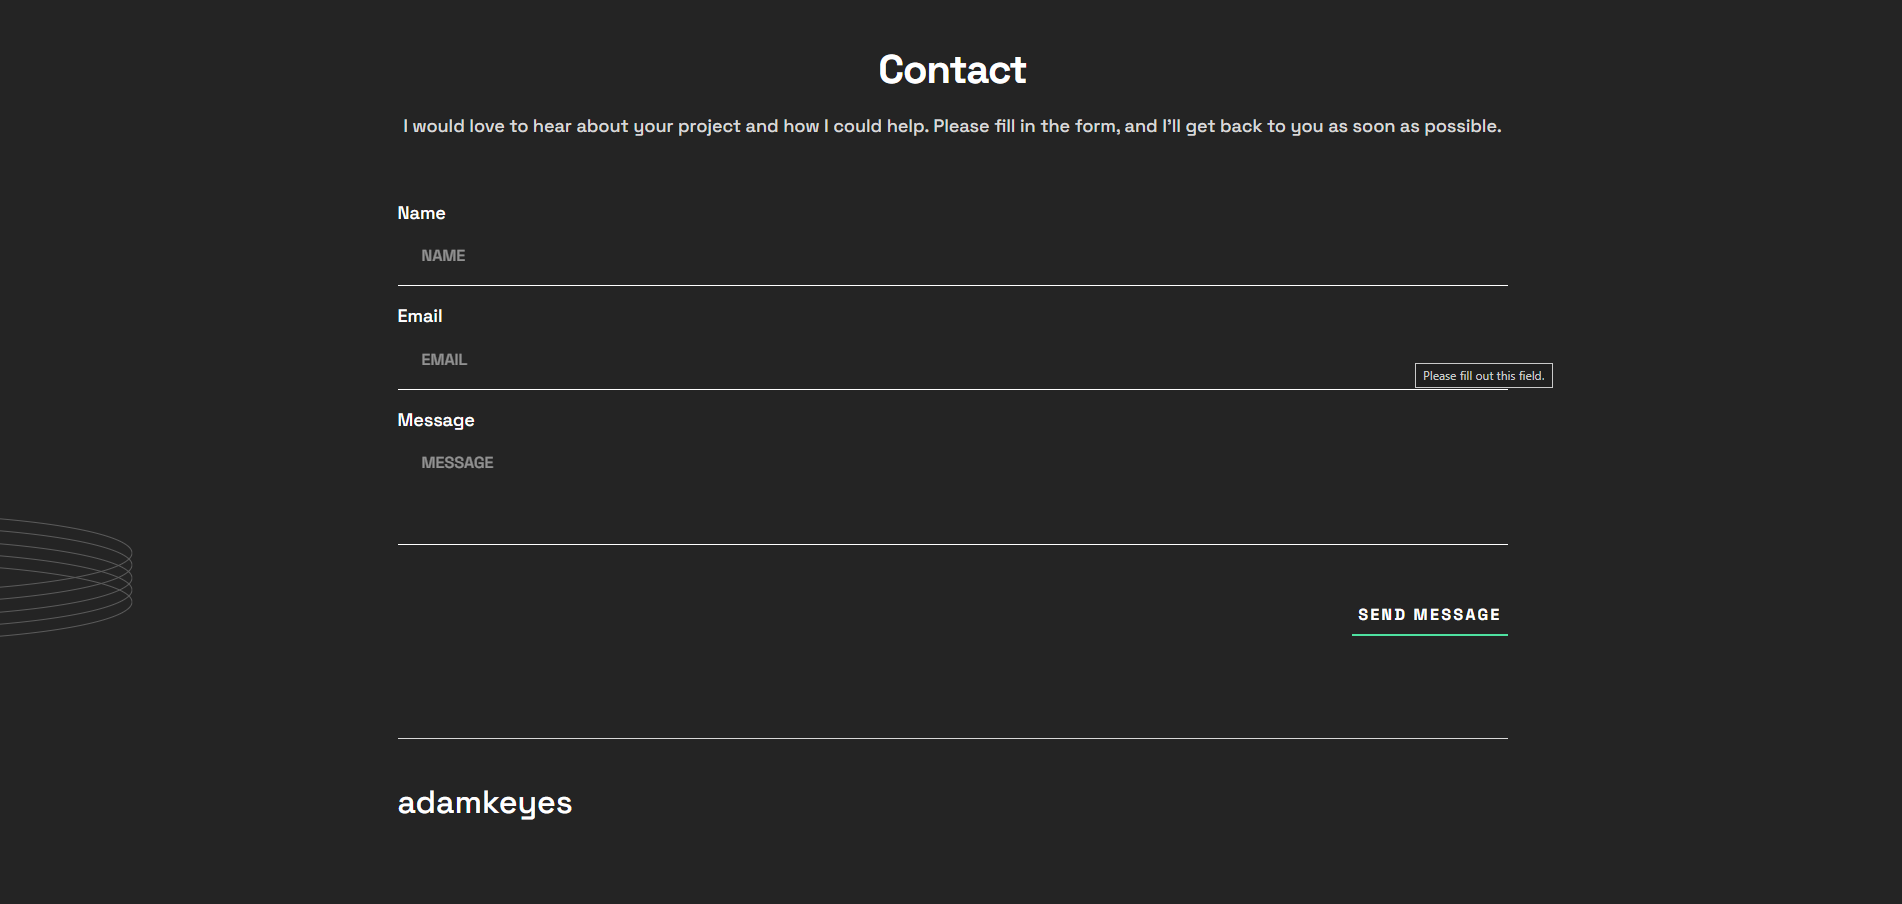 Contact
I would love to hear about your project and how I could help. Please fill in the form, and I'll get back to you as soon as possible.
Name
NAME
Email
EMAIL
Please fill out this field.
Message
MESSAGE
SEND MESSAGE
adamkeyes